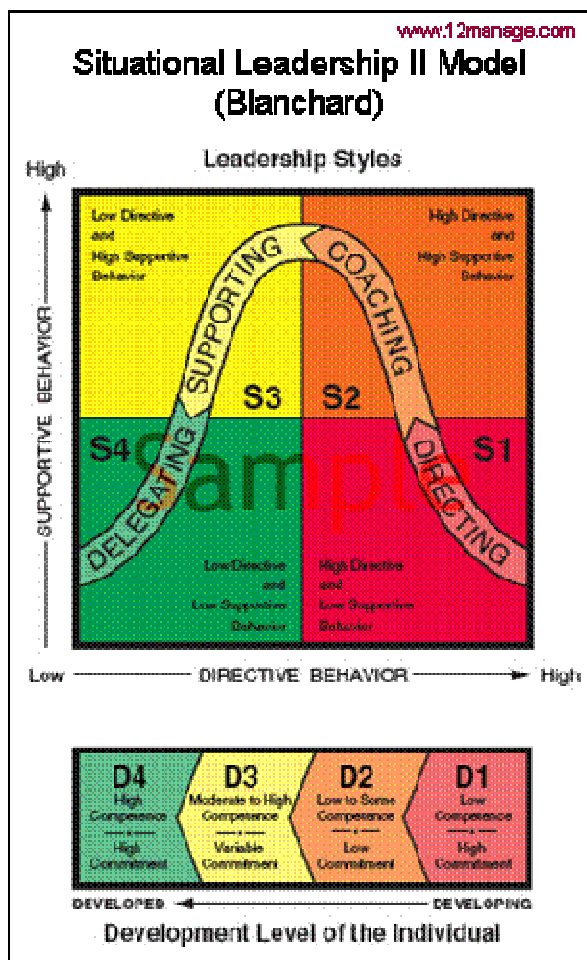 www.12manage.com
Situational Leadership II Model
(Blanchard)
Leadership Styles
High
Low Directive
and
High Supportive
Behavior
High Directive
and
High Supportive
Behavior
SUPPORTING
COACHING
S3
S2
S4
S1
Sample
DELEGATING
DIRECTING
Low Directive
and
Low Supportive
Behavior
High Directive
and
Low Supportive
Behavior
SUPPORTIVE BEHAVIOR
Low
DIRECTIVE BEHAVIOR
High
D4
High
Competence
High
Commitment
D3
Moderate to High
Competence
Variable
Commitment
D2
Low to Some
Competence
Low
Commitment
D1
Low
Competence
High
Commitment
DEVELOPED
DEVELOPING
Development Level of the Individual